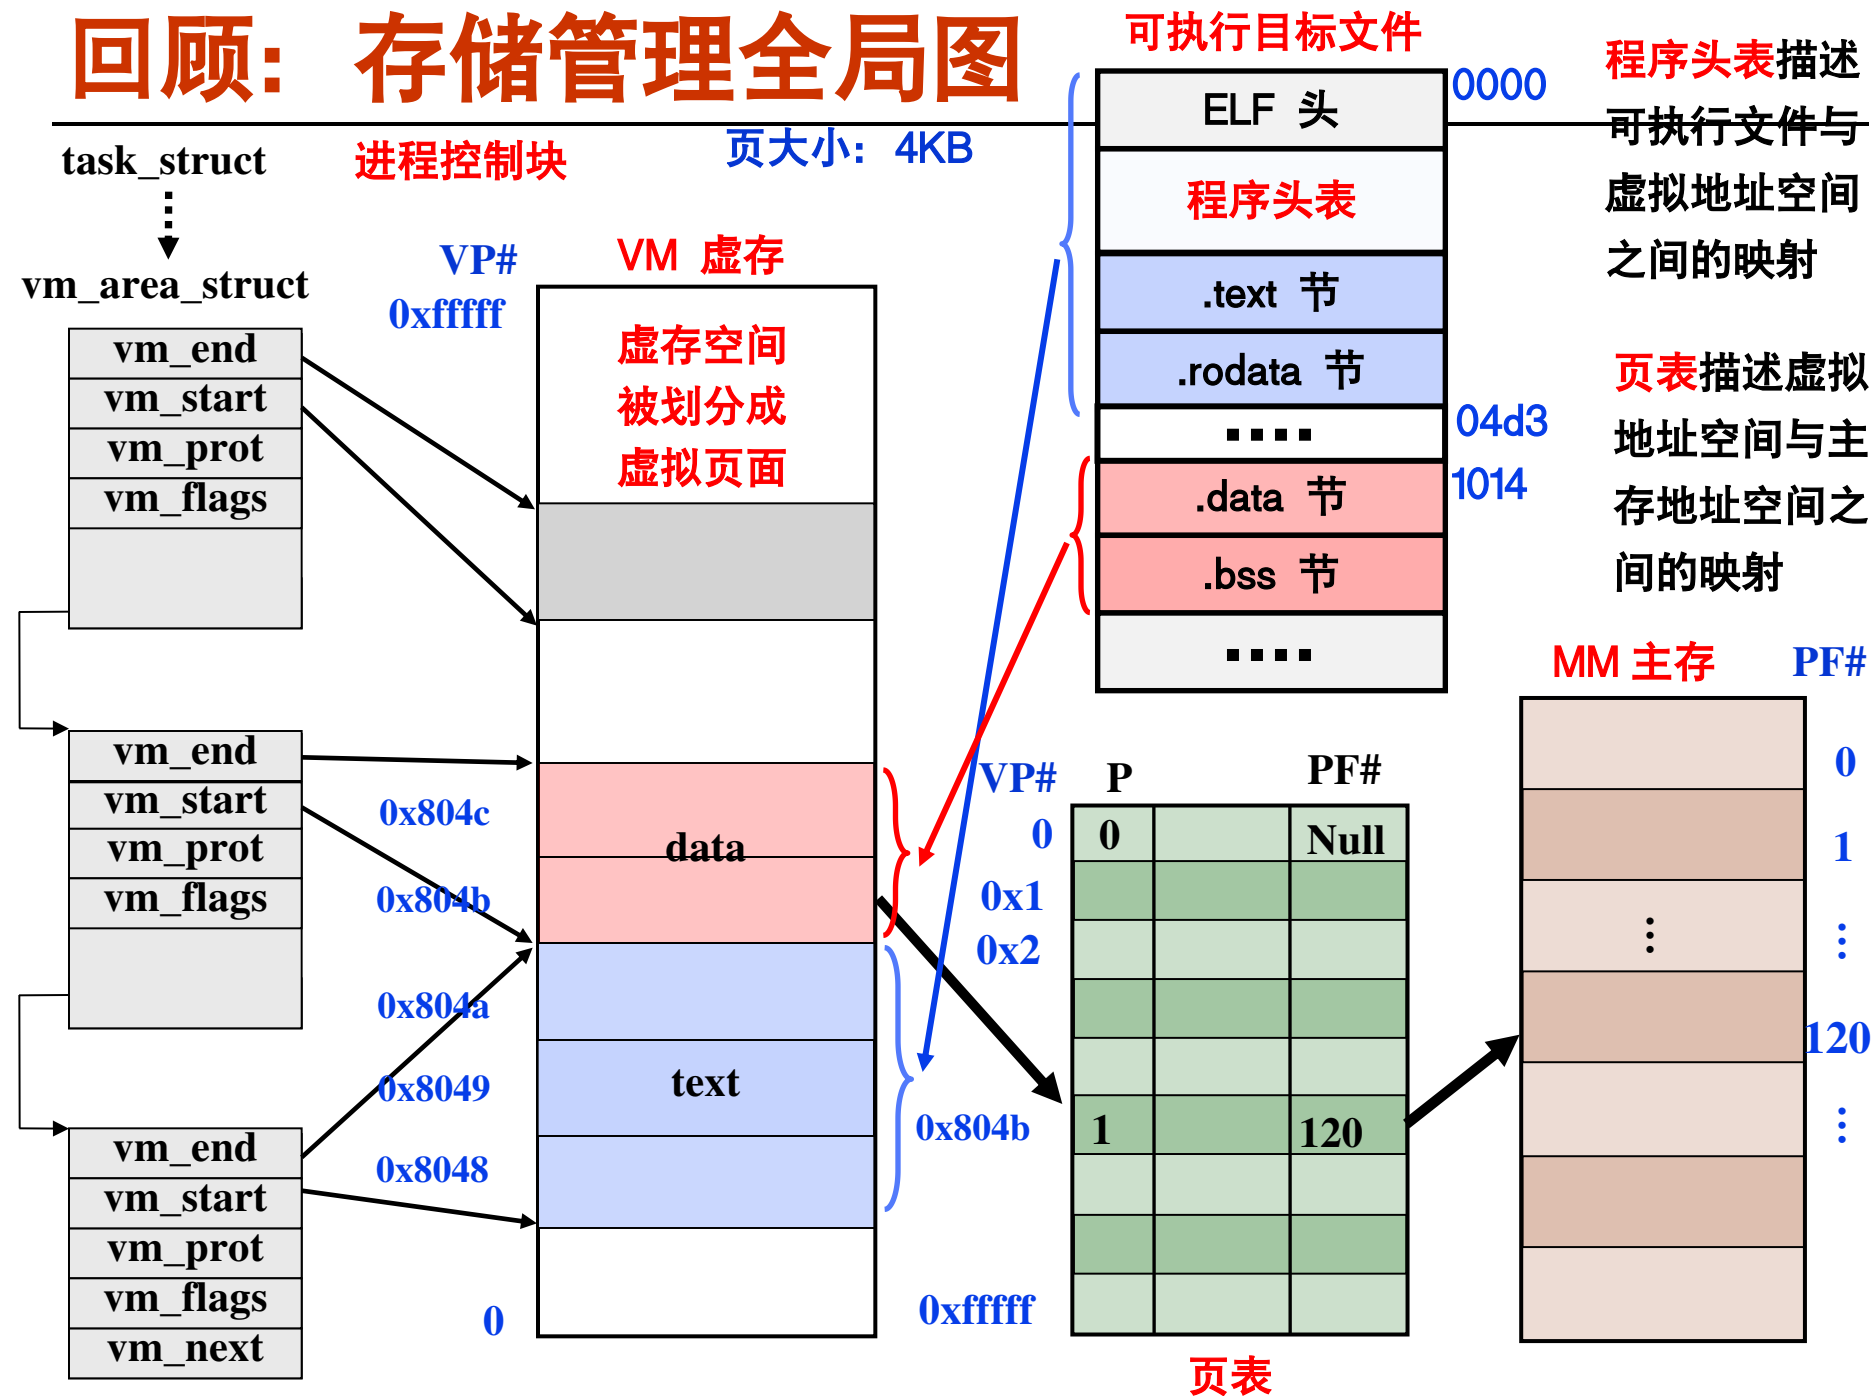 回顾: 存储管理全局图
可执行目标文件
程序头表描述
可执行文件与
虚拟地址空间
之间的映射
页表描述虚拟
地址空间与主
存地址空间之
间的映射
task_struct
进程控制块
页大小: 4KB
vm_area_struct
vm_end
vm_start
vm_prot
vm_flags
vm_end
vm_start
vm_prot
vm_flags
vm_end
vm_start
vm_prot
vm_flags
vm_next
VP#
0xfffff
0x804c
0x804b
0x804a
0x8049
0x8048
0
VM 虚存
虚存空间
被划分成
虚拟页面
data
text
ELF 头
程序头表
.text 节
.rodata 节
....
.data 节
.bss 节
....
0000
04d3
1014
VP#
P
PF#
0
0
Null
0x1
0x2
0x804b
1
120
0xfffff
页表
MM 主存
PF#
0
1
...
...
120
...